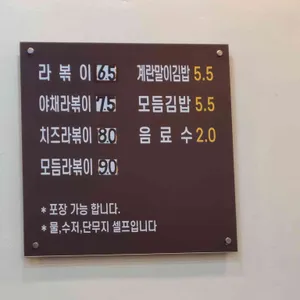 라볶이 6.5 계란말이김밥 5.5
야채라볶이 7.5 모듬김밥 5.5
치즈라볶이 8.0 음료수 2.0
모듬라볶이 9.0
* 포장 가능 합니다.
* 물,수저,단무지 셀프입니다